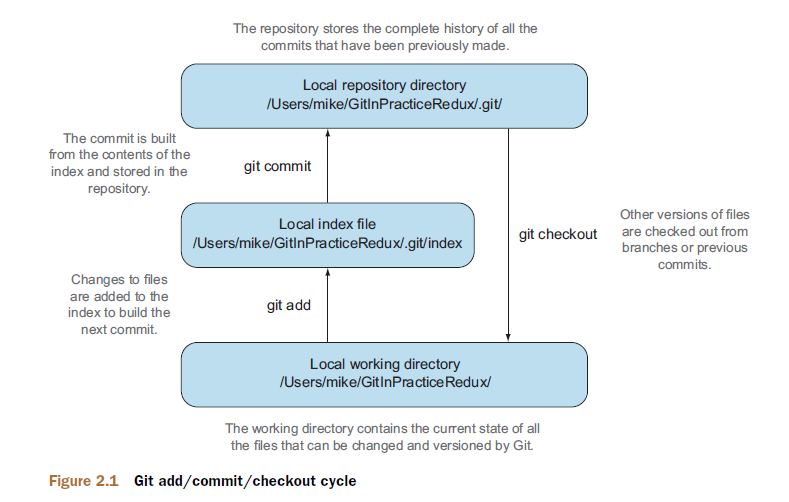 The repository stores the complete history of all the
commits that have been previously made.
Local repository directory
/Users/mike/GitInPracticeRedux/.git/
The commit is built
from the contents of the
index and stored in the
repository.
git commit
Local index file
/Users/mike/GitInPracticeRedux/.git/index
git checkout
Other versions of files
are checked out from
branches or previous
commits.
Changes to files
are added to the
index to build the
next commit.
git add
Local working directory
/Users/mike/GitInPracticeRedux/
The working directory contains the current state of all
the files that can be changed and versioned by Git.
Figure 2.1 Git add/commit/checkout cycle